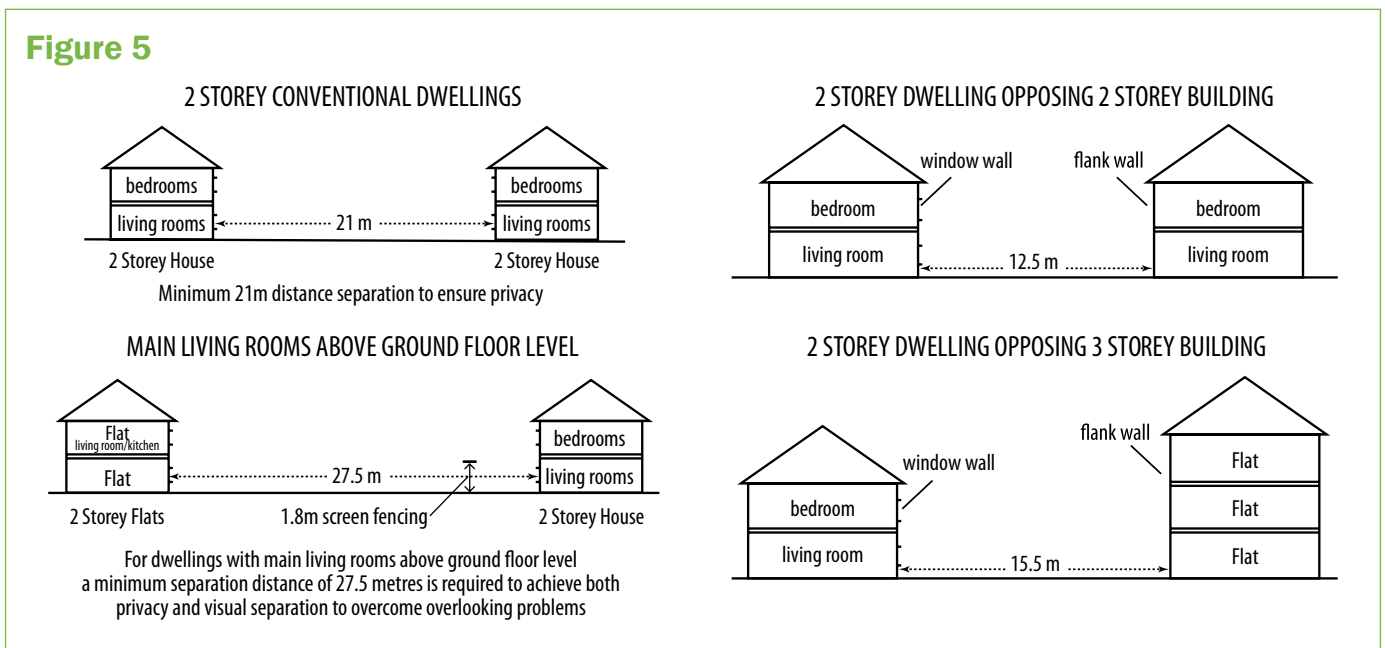 Figure 5
2 STOREY CONVENTIONAL DWELLINGS
bedrooms
living rooms
21 m
bedrooms
living rooms
2 Storey House
2 Storey House
Minimum 21m distance separation to ensure privacy
2 STOREY DWELLING OPPOSING 2 STOREY BUILDING
window wall
flank wall
bedroom
living room
12.5 m
bedroom
living room
MAIN LIVING ROOMS ABOVE GROUND FLOOR LEVEL
Flat
living room/kitchen
Flat
27.5 m
bedrooms
living rooms
2 Storey Flats
1.8m screen fencing
2 Storey House
For dwellings with main living rooms above ground floor level
a minimum separation distance of 27.5 metres is required to achieve both
privacy and visual separation to overcome overlooking problems
2 STOREY DWELLING OPPOSING 3 STOREY BUILDING
flank wall
window wall
bedroom
living room
15.5 m
Flat
Flat
Flat